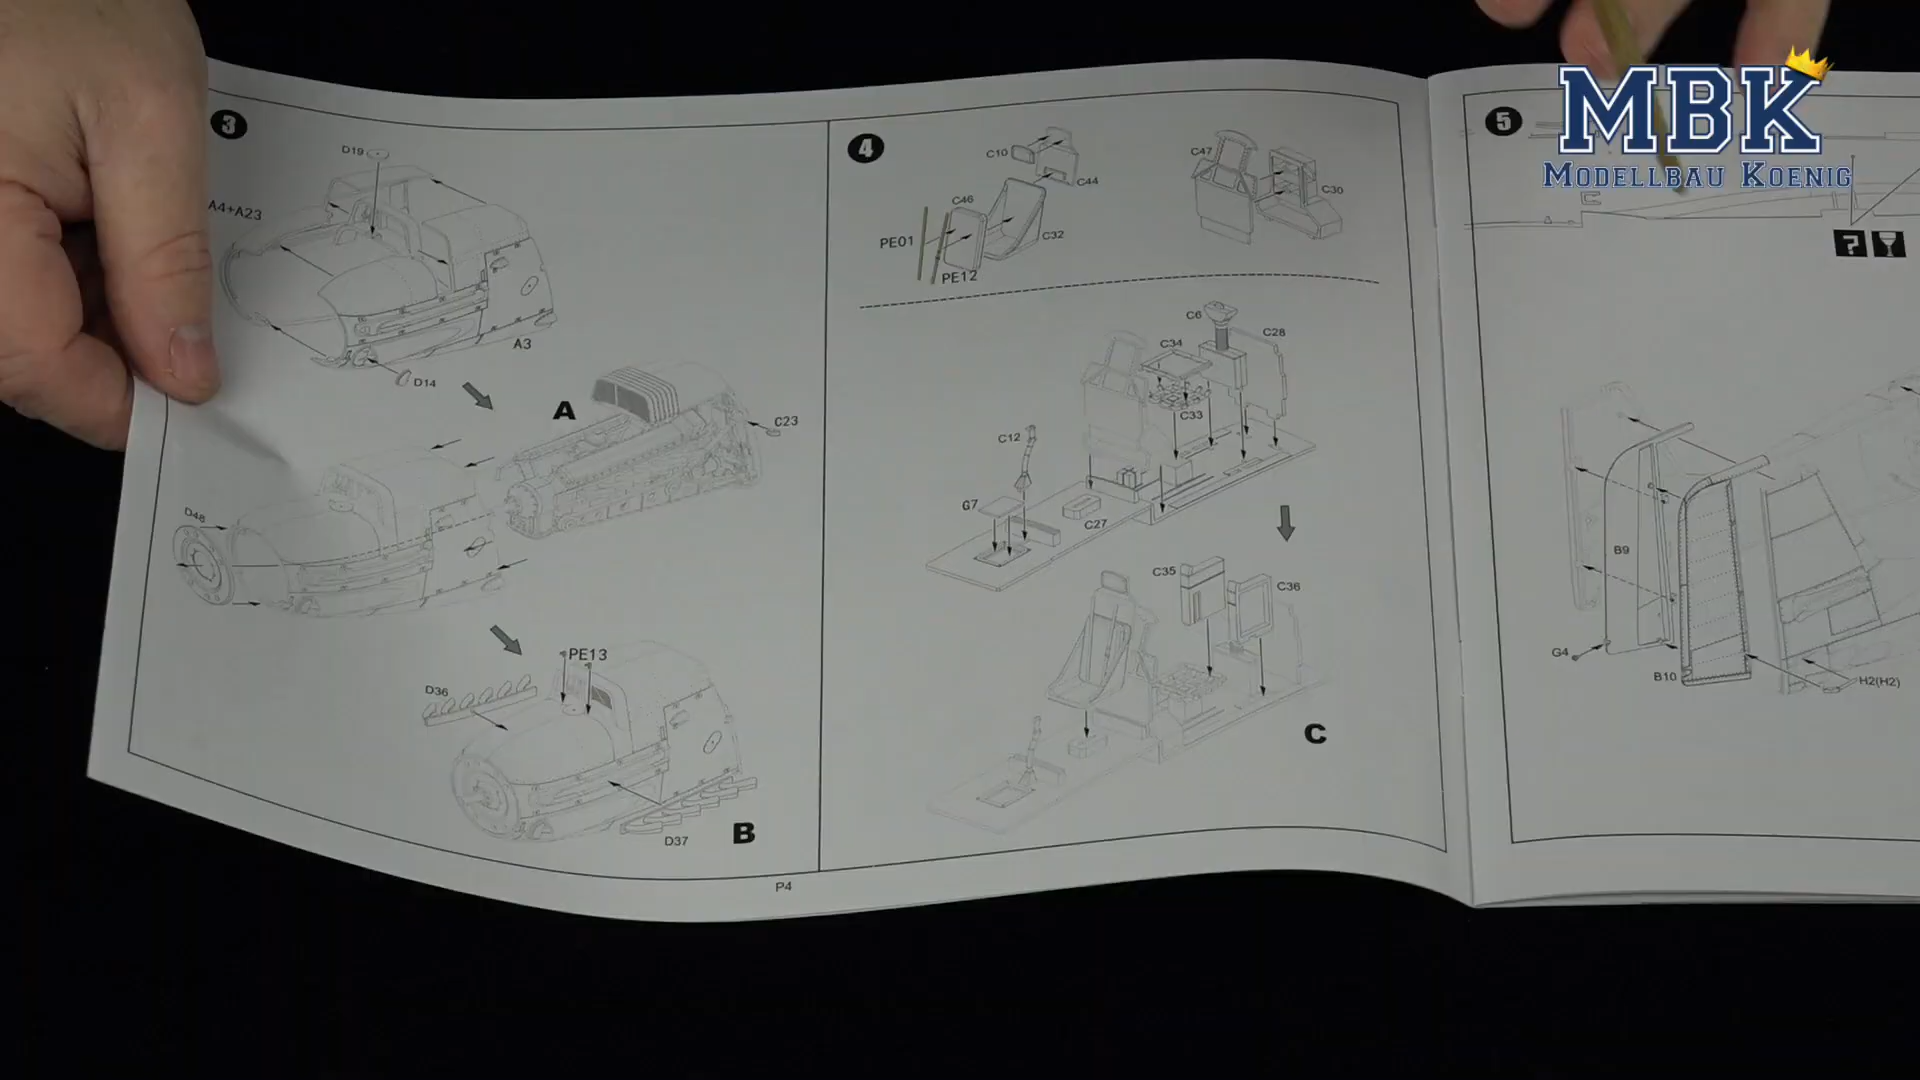 MBK
MODELLBAU KOENIG
3
D19
A4+A23
A3
D14
A
C23
D48
PE13
D36
D37
B
P4
4
C10
C44
C46
PE01
C32
PE12
C47
C30
C6
C28
C34
C33
C12
G7
C27
C35
C36
C
5
?
B9
G4
B10
H2(H2)